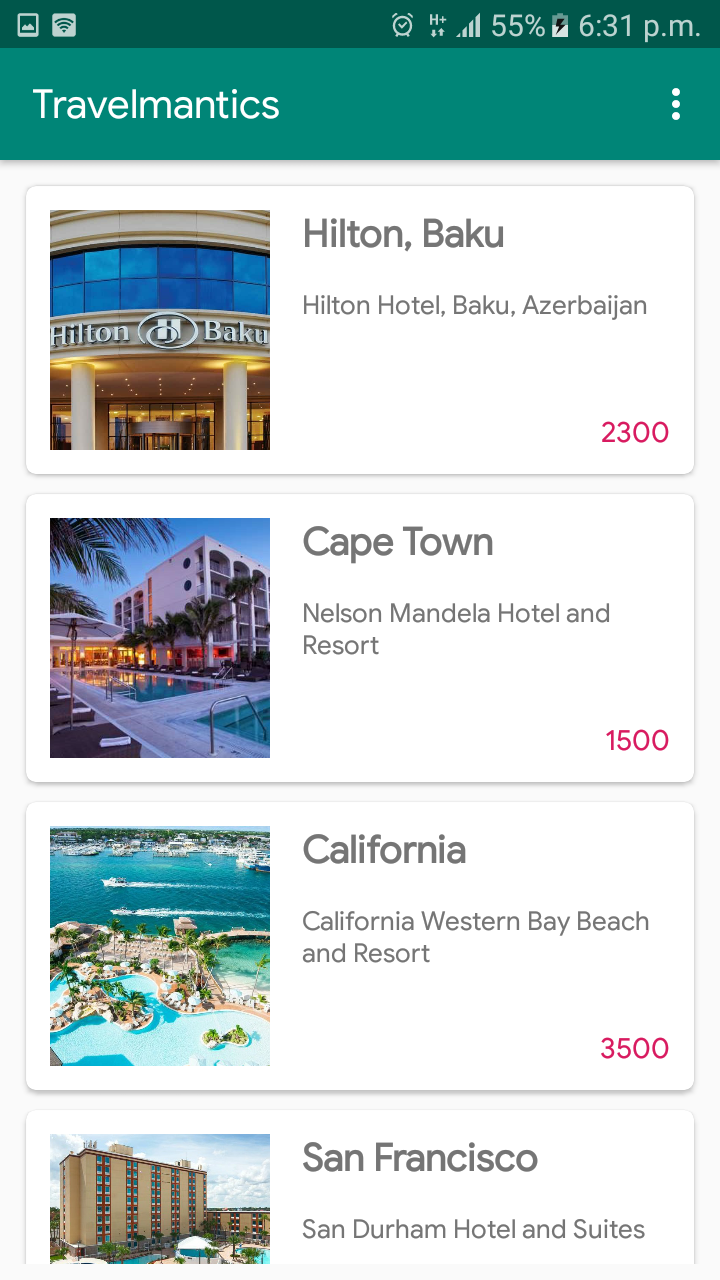 H+ 55% 6:31 p.m.
Travelmantics
Hilton, Baku
Hilton Hotel, Baku, Azerbaijan
Hilton H Baku
2300
Cape Town
Nelson Mandela Hotel and
Resort
1500
California
California Western Bay Beach
and Resort
3500
San Francisco
San Durham Hotel and Suites